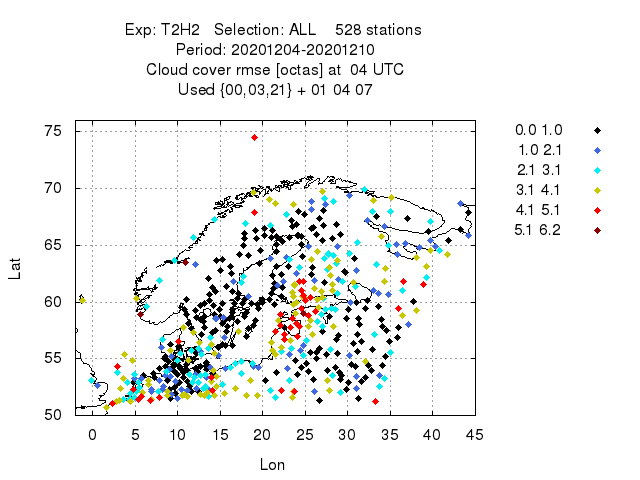 Exp: T2H2 Selection: ALL 528 stations
Period: 20201204-20201210
Cloud cover rmse [octas] at 04 UTC
Used {00,03,21} + 01 04 07
0.0 1.0
1.0 2.1
2.1 3.1
3.1 4.1
4.1 5.1
5.1 6.2
75
70
65
60
55
50
Lat
0 5 10 15 20 25 30 35 40 45
Lon